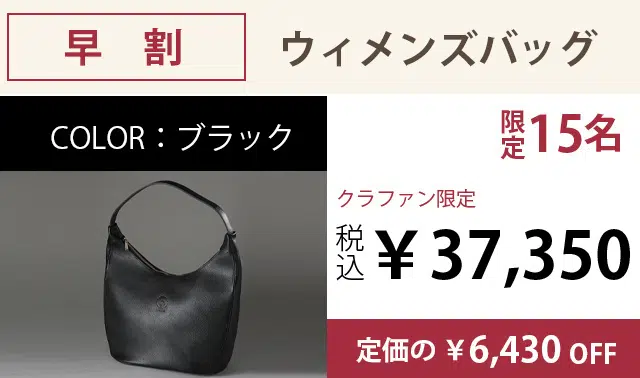 早 割
ウィメンズバッグ
COLOR：ブラック
限定15名
クラファン限定
税込￥37,350
定価の ￥6,430 OFF